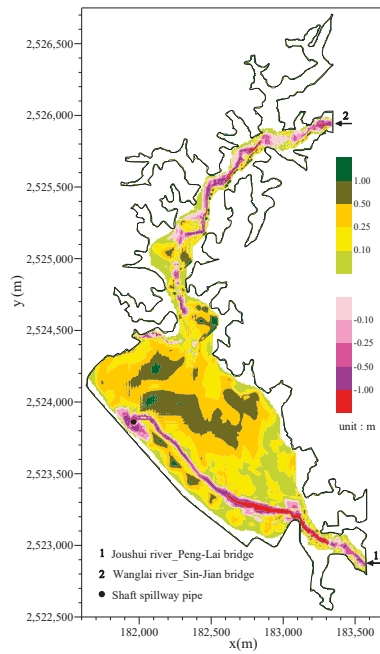 2,526,500
2,526,000
2
2,525,500
1.00
0.50
0.25
0.10
y (m)
2,525,000
-0.10
2,524,500
-0.25
-0.50
-1.00
2,524,000
unit : m
2,523,500
2,523,000
1 Joushui river_Peng-Lai bridge
1
2 Wanglai river_Sin-Jian bridge
Shaft spillway pipe
2,522,500
182,000 182,500 183,000 183,500
x(m)